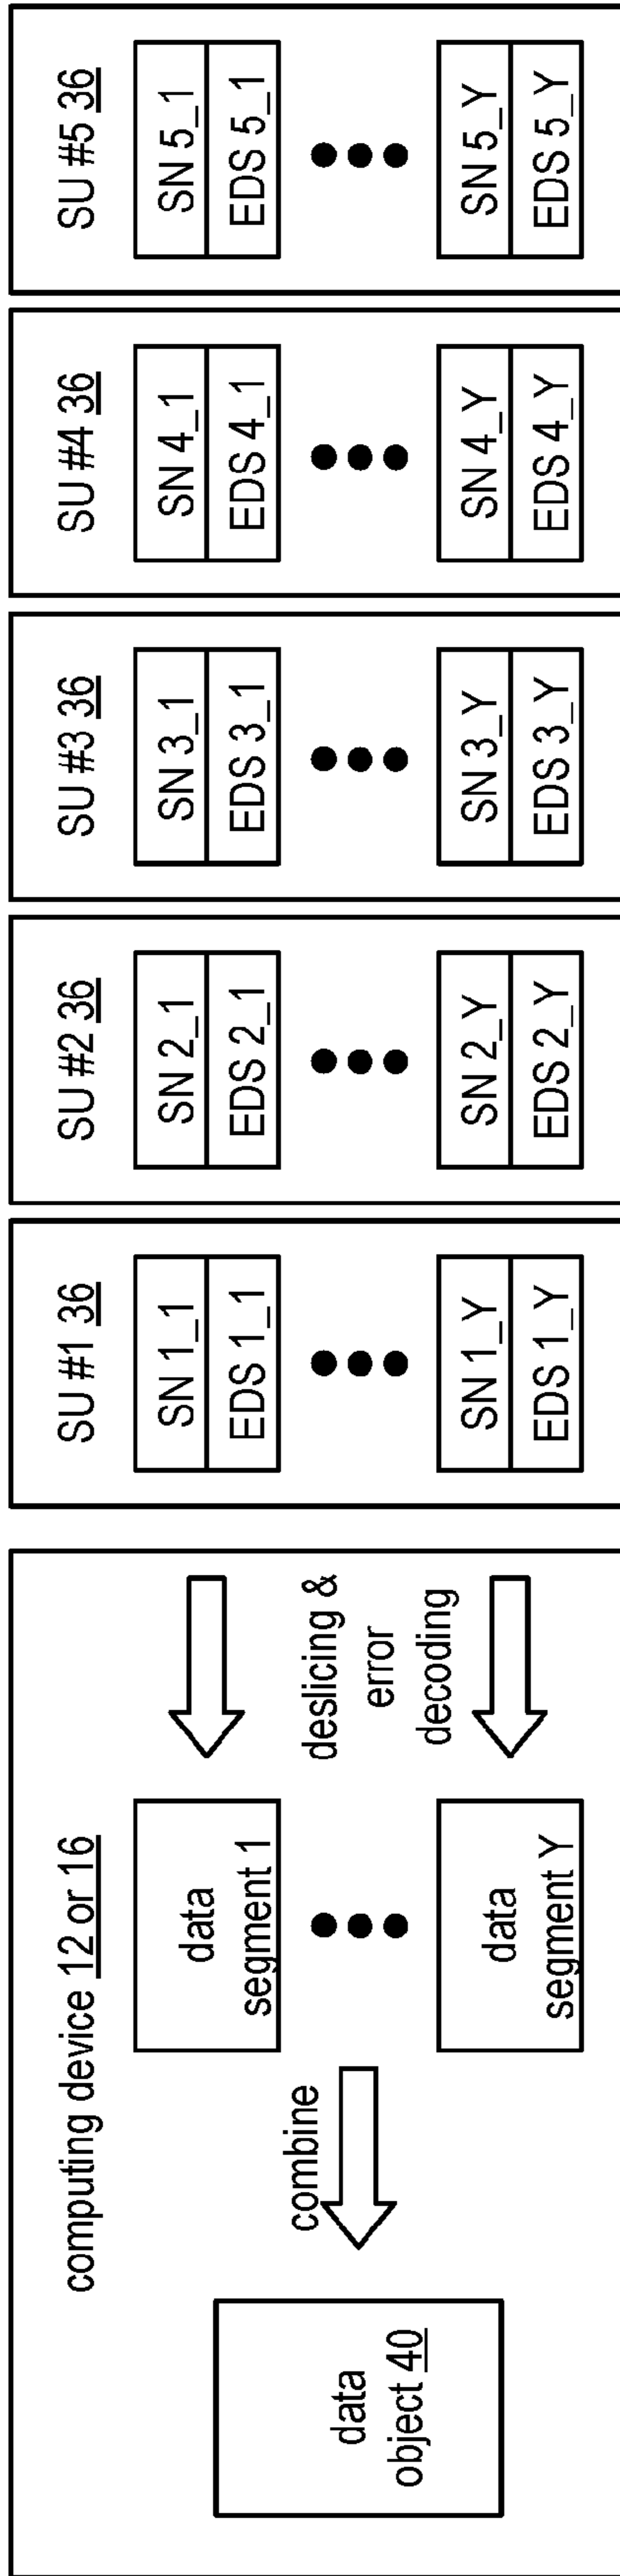 computing device 12 or 16
data
object 40
combine
data
segment 1
data
segment Y
deslicing &
error
decoding
SU #1 36
SN 1_1
EDS 1_1
SN 1_Y
EDS 1_Y
SU #2 36
SN 2_1
EDS 2_1
SN 2_Y
EDS 2_Y
SU #3 36
SN 3_1
EDS 3_1
SN 3_Y
EDS 3_Y
SU #4 36
SN 4_1
EDS 4_1
SN 4_Y
EDS 4_Y
SU #5 36
SN 5_1
EDS 5_1
SN 5_Y
EDS 5_Y